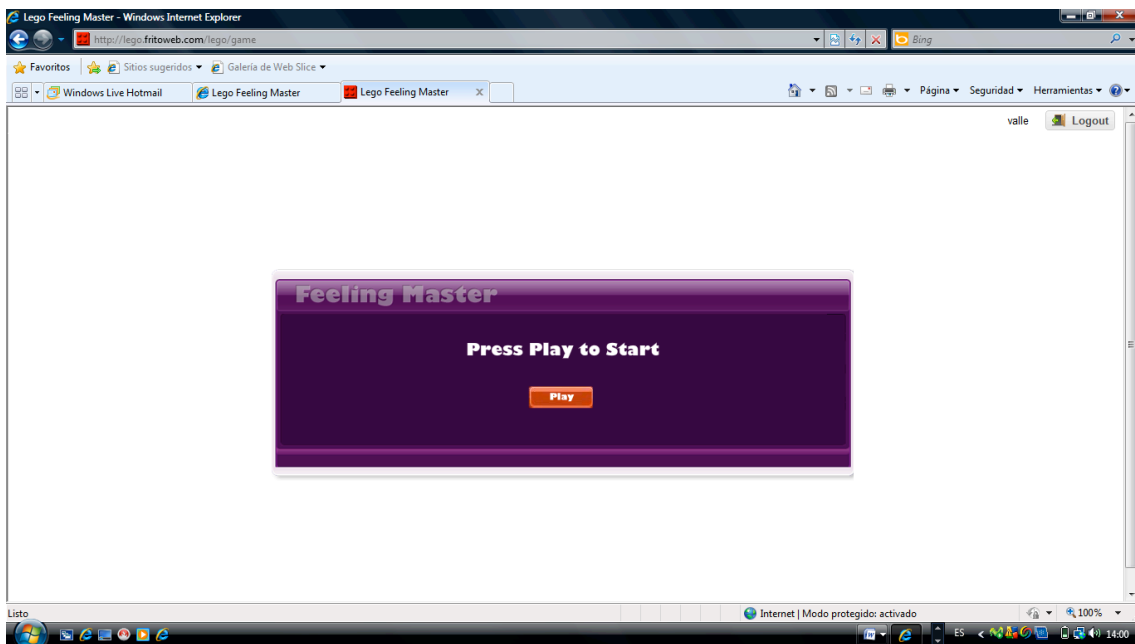 Lego Feeling Master - Windows Internet Explorer
http://lego.fritoweb.com/lego/game
Bing
Favoritos
Sitios sugeridos
Galería de Web Slice
Windows Live Hotmail
Lego Feeling Master
Lego Feeling Master
Página
Seguridad
Herramientas
valle
Logout
Feeling Master
Press Play to Start
Play
Listo
Internet | Modo protegido: activado
100%
ES
14:00